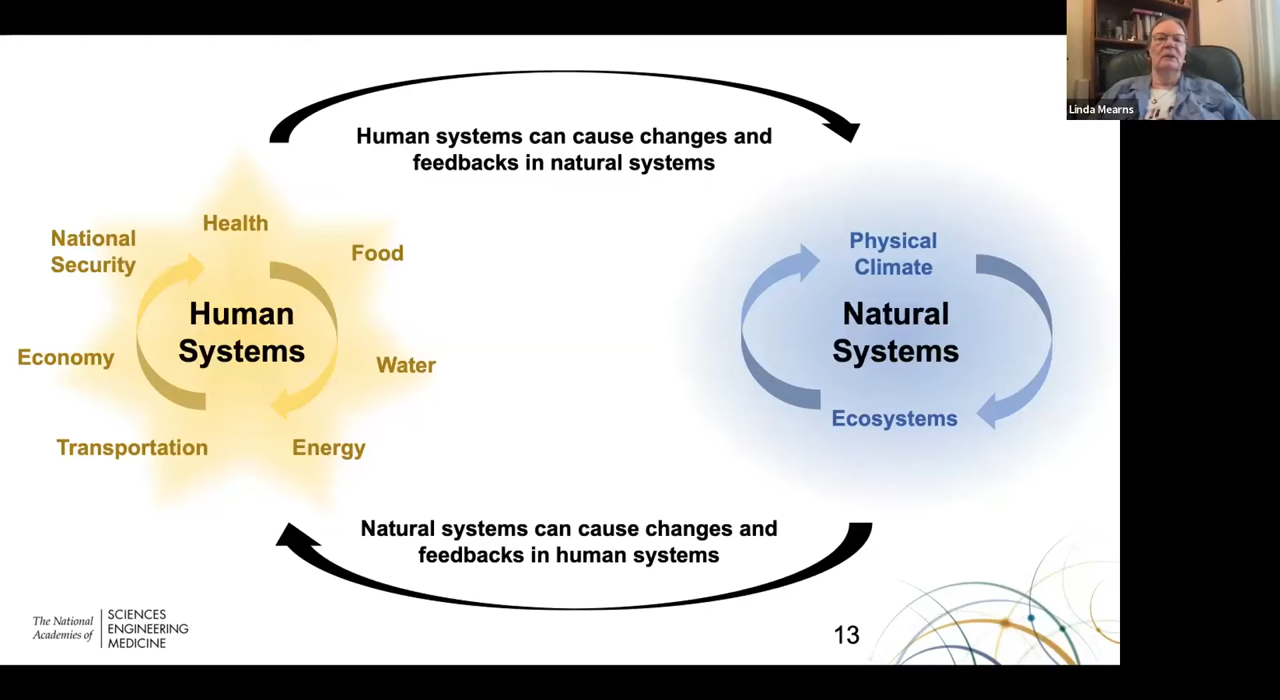 Linda Mearns
Human systems can cause changes and
feedbacks in natural systems
Health
National
Security
Food
Human
Systems
Economy
Water
Transportation
Energy
Physical
Climate
Natural
Systems
Ecosystems
Natural systems can cause changes and
feedbacks in human systems
The National
Academies of
SCIENCES
ENGINEERING
MEDICINE
13